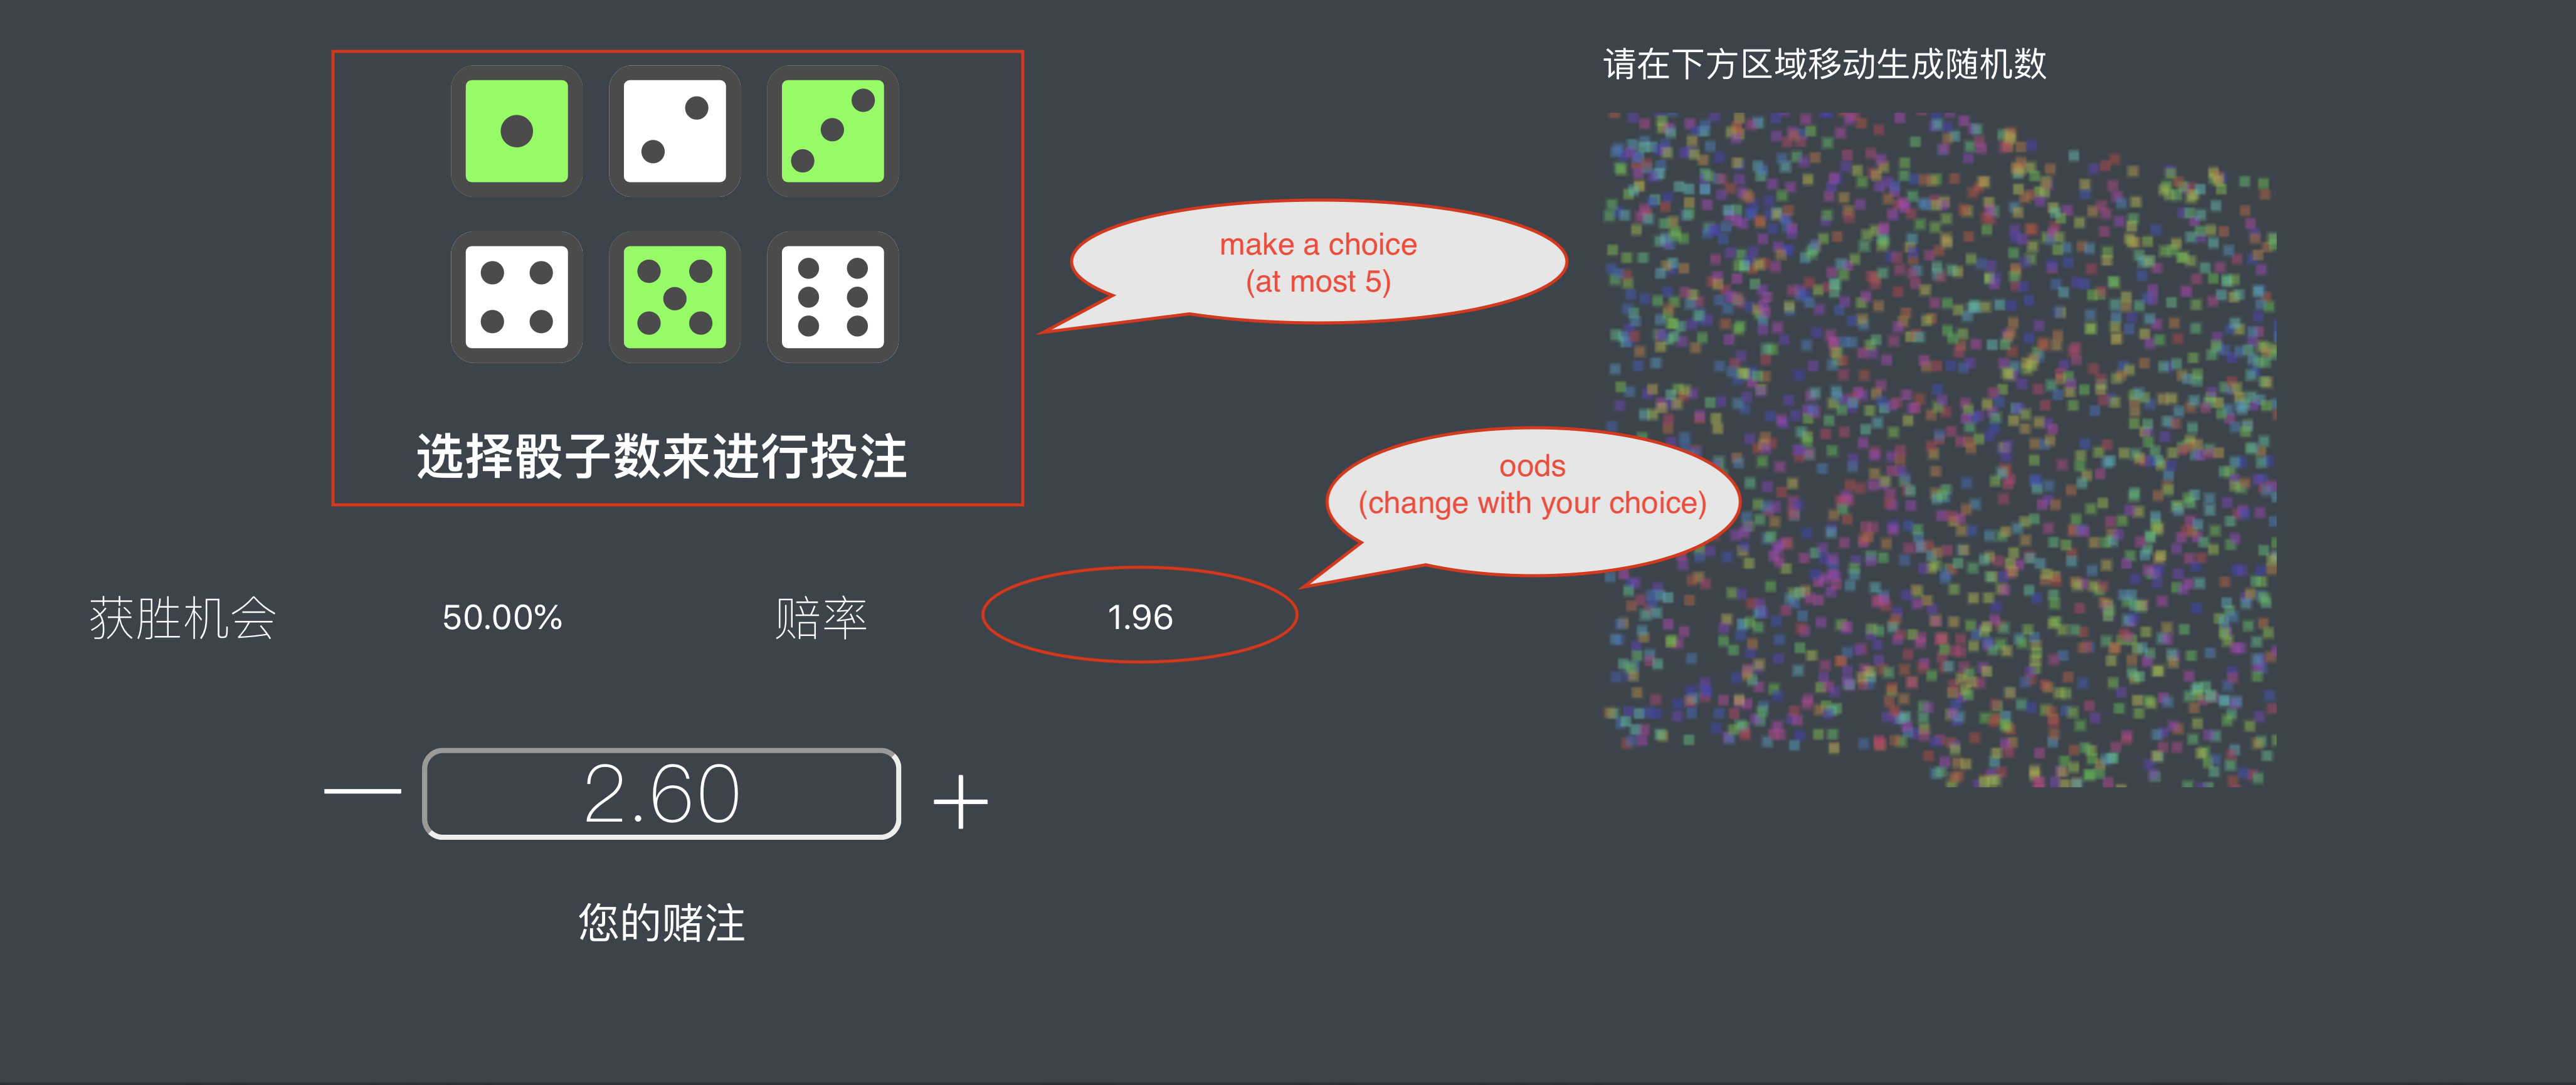 请在下方区域移动生成随机数
make a choice
(at most 5)
选择骰子数来进行投注
oods
(change with your choice)
获胜机会 50.00% 赔率 1.96
— 2.60 +
您的赌注